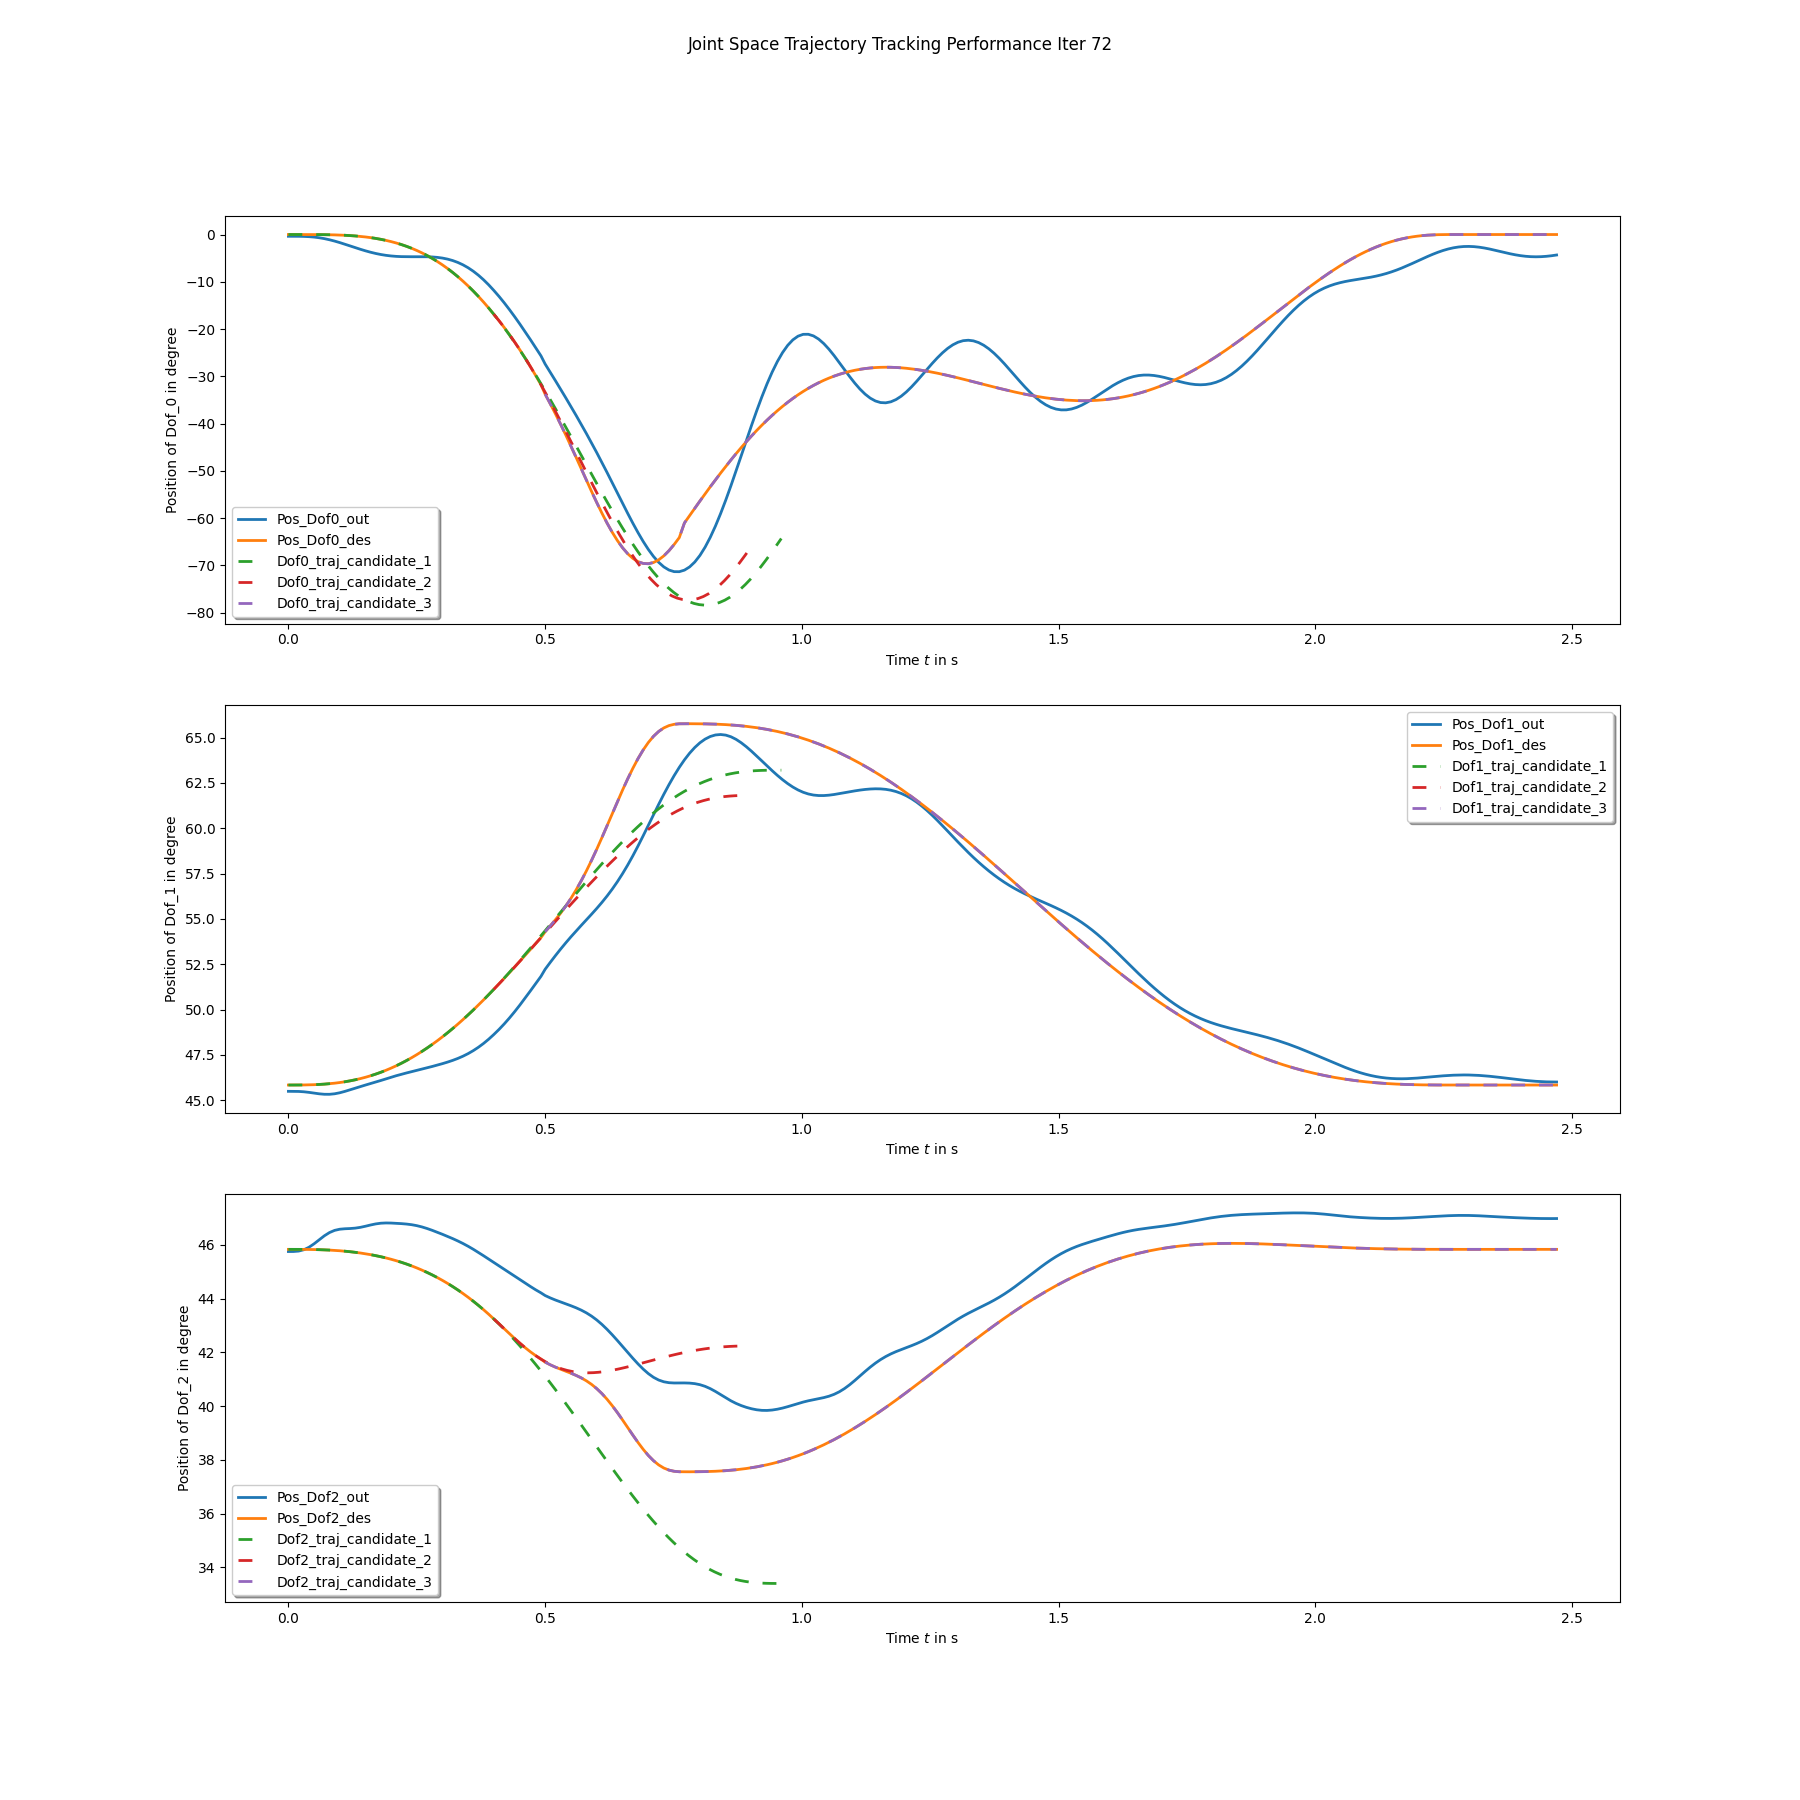 Joint Space Trajectory Tracking Performance Iter 72
Position of Dof_0 in degree
0
−10
−20
−30
−40
−50
−60
−70
−80
Pos_Dof0_out
Pos_Dof0_des
Dof0_traj_candidate_1
Dof0_traj_candidate_2
Dof0_traj_candidate_3
0.0 0.5 1.0 1.5 2.0 2.5
Time t in s
Position of Dof_1 in degree
65.0
62.5
60.0
57.5
55.0
52.5
50.0
47.5
45.0
Pos_Dof1_out
Pos_Dof1_des
Dof1_traj_candidate_1
Dof1_traj_candidate_2
Dof1_traj_candidate_3
0.0 0.5 1.0 1.5 2.0 2.5
Time t in s
Position of Dof_2 in degree
46
44
42
40
38
36
34
Pos_Dof2_out
Pos_Dof2_des
Dof2_traj_candidate_1
Dof2_traj_candidate_2
Dof2_traj_candidate_3
0.0 0.5 1.0 1.5 2.0 2.5
Time t in s